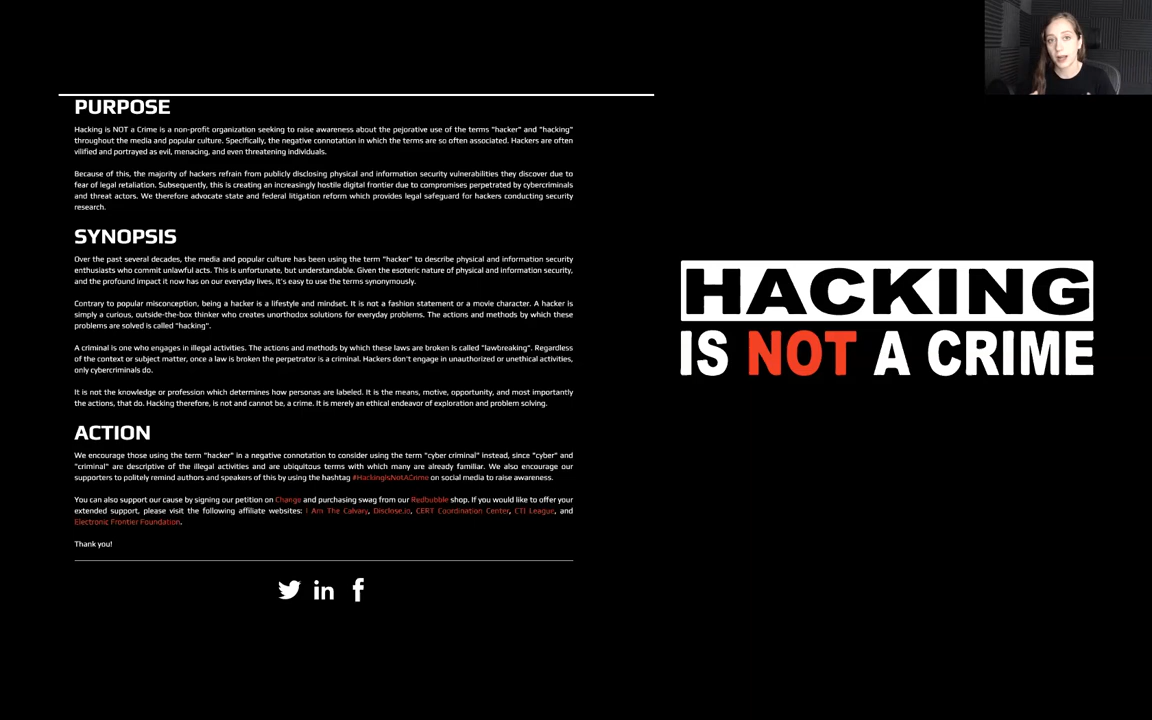 PURPOSE
Hacking is NOT a Crime is a non-profit organization seeking to raise awareness about the pejorative use of the terms "hacker" and "hacking"
throughout the media and popular culture. Specifically, the negative connotation in which the terms are so often associated. Hackers are often
vilified and portrayed as evil, menacing, and even threatening individuals.
Because of this, the majority of hackers refrain from publicly disclosing physical and information security vulnerabilities they discover due to
fear of legal retaliation. Subsequently, this is creating an increasingly hostile digital frontier due to compromises perpetrated by cybercriminals
and threat actors. We therefore advocate state and federal litigation reform which provides legal safeguard for hackers conducting security
research.
SYNOPSIS
Over the past several decades, the media and popular culture has been using the term "hacker" to describe physical and information security
enthusiasts who commit unlawful acts. This is unfortunate, but understandable. Given the esoteric nature of physical and information security,
and the profound impact it now has on our everyday lives, it's easy to use the terms synonymously.
Contrary to popular misconception, being a hacker is a lifestyle and mindset. It is not a fashion statement or a movie character. A hacker is
simply a curious, outside-the-box thinker who creates unorthodox solutions for everyday problems. The actions and methods by which these
problems are solved is called "hacking".
A criminal is one who engages in illegal activities. The actions and methods by which these laws are broken is called "lawbreaking". Regardless
of the context or subject matter, once a law is broken the perpetrator is a criminal. Hackers don't engage in unauthorized or unethical activities,
only cybercriminals do.
It is not the knowledge or profession which determines how personas are labeled. It is the means, motive, opportunity, and most importantly
the actions, that do. Hacking therefore, is not and cannot be, a crime. It is merely an ethical endeavor of exploration and problem solving.
ACTION
We encourage those using the term "hacker" in a negative connotation to consider using the term "cyber criminal" instead, since "cyber" and
"criminal" are descriptive of the illegal activities and are ubiquitous terms with which many are already familiar. We also encourage our
supporters to politely remind authors and speakers of this by using the hashtag #HackingIsNotACrime on social media to raise awareness.
You can also support our cause by signing our petition on Change and purchasing swag from our Redbubble shop. If you would like to offer your
extended support, please visit the following affiliate websites: I Am The Calvary, Disclose.io, CERT Coordination Center, CTI League, and
Electronic Frontier Foundation.
Thank you!
HACKING
IS NOT A CRIME